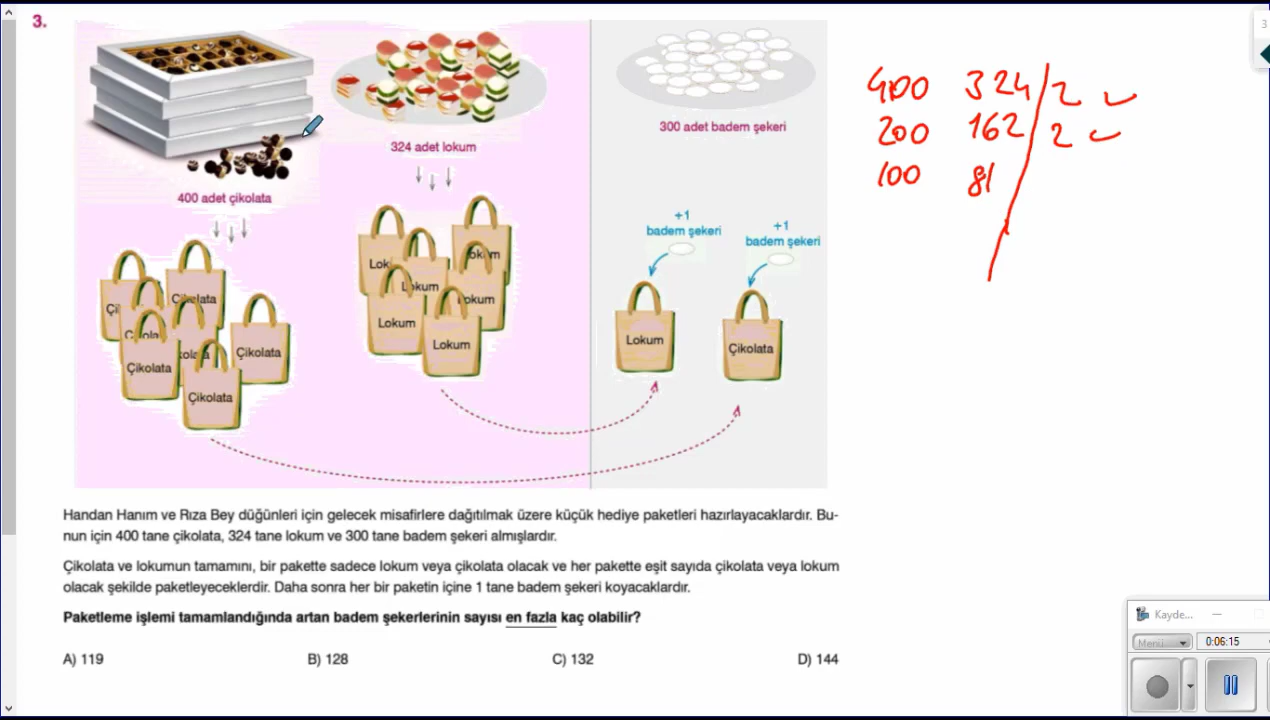 3.
400 adet çikolata
324 adet lokum
300 adet badem şekeri
+1
badem şekeri
+1
badem şekeri
Çikolata
Çikolata
Çikolata
Çikolata
Lokum
Lokum
Lokum
Lokum
Lokum
Lokum
Çikolata
400 324 2
200 162 2
100 81
Handan Hanım ve Rıza Bey düğünleri için gelecek misafirlere dağıtılmak üzere küçük hediye paketleri hazırlayacaklardır. Bu-
nun için 400 tane çikolata, 324 tane lokum ve 300 tane badem şekeri almışlardır.
Çikolata ve lokumun tamamını, bir pakette sadece lokum veya çikolata olacak ve her pakette eşit sayıda çikolata veya lokum
olacak şekilde paketleyeceklerdir. Daha sonra her bir paketin içine 1 tane badem şekeri koyacaklardır.
Paketleme işlemi tamamlandığında artan badem şekerlerinin sayısı en fazla kaç olabilir?
A) 119 B) 128 C) 132 D) 144
3
Kayde...
Menü
0:06:15